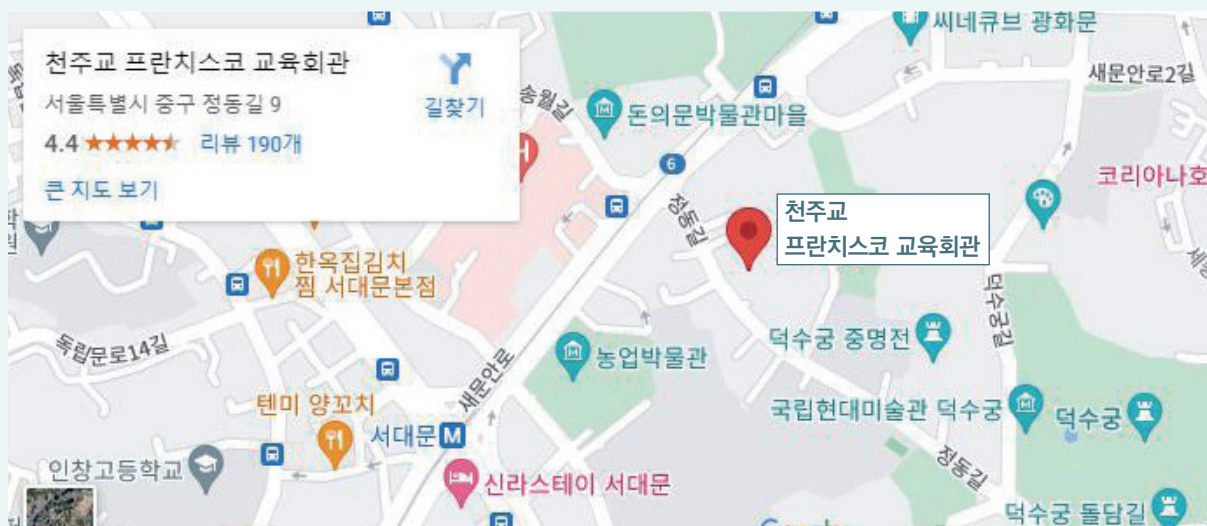 천주교 프란치스코 교육회관
서울특별시 중구 정동길 9
4.4
리뷰 190개
큰 지도 보기
길찾기
씨네큐브 광화문
새문안로2길
송월길
돈의문박물관마을
6
코리아나호
정동길
천주교
프란치스코 교육회관
한옥집김치
찜 서대문본점
덕수궁길
독립문로14길
농업박물관
덕수궁 중명전
새문안로
텐미 양꼬치
국립현대미술관 덕수궁
덕수궁
서대문
M
인창고등학교
신라스테이 서대문
정동길
덕수궁 돌담길